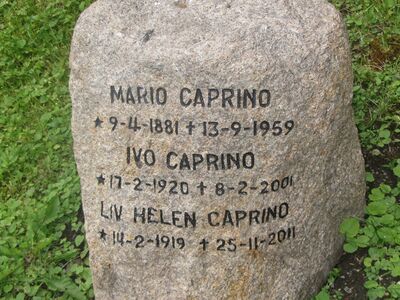 MARIO CAPRINO
*9-4-1881 + 13-9-1959
IVO CAPRINO
*17-2-1920 + 8-2-2001
LIV HELEN CAPRINO
*14-2-1919 + 25-11-2011